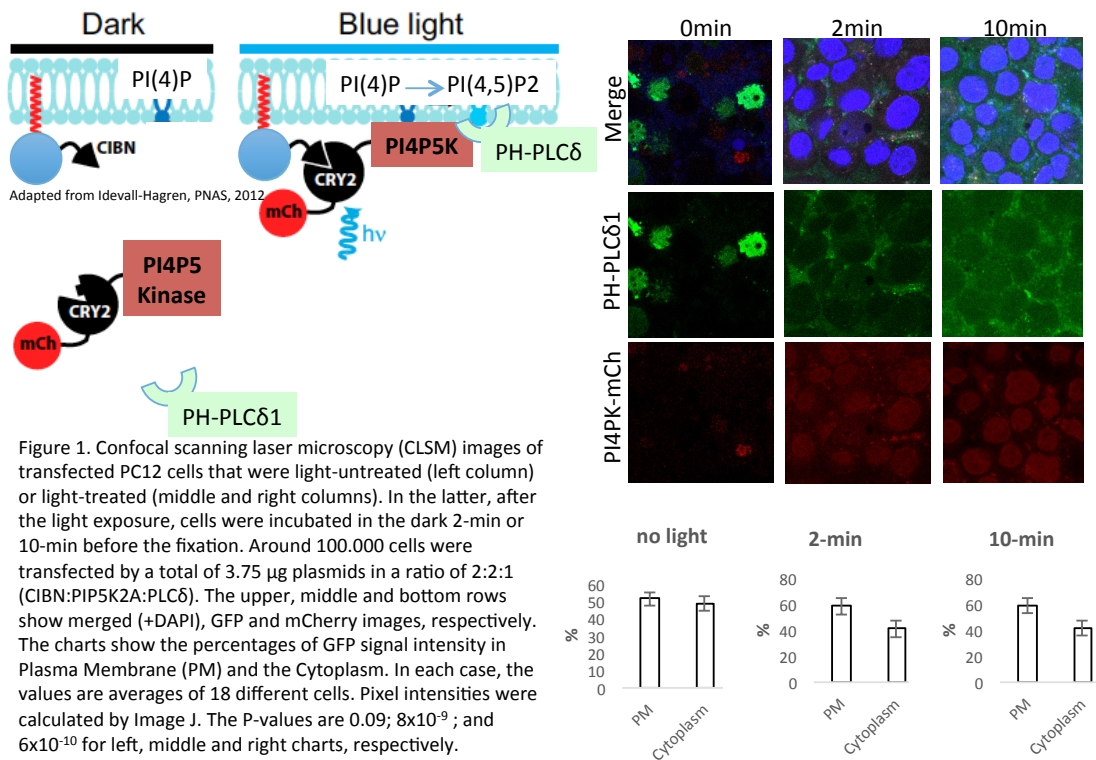 Dark
Blue light
PI(4)P
PI(4)P
PI(4,5)P2
CIBN
PI4P5K
PH-PLCδ
CRY2
mCh
hν
Adapted from Idevall-Hagren, PNAS, 2012
PI4P5
Kinase
CRY2
mCh
PH-PLCδ1
Figure 1. Confocal scanning laser microscopy (CLSM) images of
transfected PC12 cells that were light-untreated (left column)
or light-treated (middle and right columns). In the latter, after
the light exposure, cells were incubated in the dark 2-min or
10-min before the fixation. Around 100.000 cells were
transfected by a total of 3.75 μg plasmids in a ratio of 2:2:1
(CIBN:PIP5K2A:PLCδ). The upper, middle and bottom rows
show merged (+DAPI), GFP and mCherry images, respectively.
The charts show the percentages of GFP signal intensity in
Plasma Membrane (PM) and the Cytoplasm. In each case, the
values are averages of 18 different cells. Pixel intensities were
calculated by Image J. The P-values are 0.09; 8x10⁻⁹ ; and
6x10⁻¹⁰ for left, middle and right charts, respectively.
0min
2min
10min
Merge
PH-PLCδ1
PI4PK-mCh
no light
60
50
40
30
20
10
0
%
PM
Cytoplasm
2-min
80
60
40
20
0
%
PM
Cytoplasm
10-min
80
60
40
20
0
%
PM
Cytoplasm